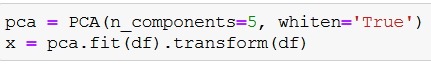 pca = PCA(n_components=5, whiten='True')
x = pca.fit(df).transform(df)